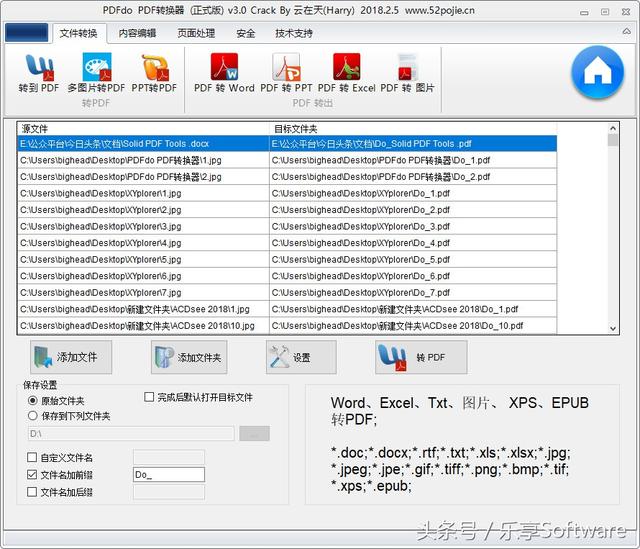 PDFdo PDF转换器 (正式版) v3.0 Crack By 云在天(Harry) 2018.2.5 www.52pojie.cn
文件转换 内容编辑 页面处理 安全 技术支持
转到 PDF 多图片转PDF PPT转PDF PDF 转 Word PDF 转 PPT PDF 转 Excel PDF 转 图片
转PDF PDF 转出
源文件 目标文件夹
E:\公众平台\今日头条\文档\Solid PDF Tools .docx E:\公众平台\今日头条\文档\Do_Solid PDF Tools .pdf
C:\Users\bighead\Desktop\PDFdo PDF转换器\1.jpg C:\Users\bighead\Desktop\PDFdo PDF转换器\Do_1.pdf
C:\Users\bighead\Desktop\PDFdo PDF转换器\2.jpg C:\Users\bighead\Desktop\PDFdo PDF转换器\Do_2.pdf
C:\Users\bighead\Desktop\XYplorer\1.jpg C:\Users\bighead\Desktop\XYplorer\Do_1.pdf
C:\Users\bighead\Desktop\XYplorer\2.jpg C:\Users\bighead\Desktop\XYplorer\Do_2.pdf
C:\Users\bighead\Desktop\XYplorer\3.jpg C:\Users\bighead\Desktop\XYplorer\Do_3.pdf
C:\Users\bighead\Desktop\XYplorer\4.jpg C:\Users\bighead\Desktop\XYplorer\Do_4.pdf
C:\Users\bighead\Desktop\XYplorer\5.jpg C:\Users\bighead\Desktop\XYplorer\Do_5.pdf
C:\Users\bighead\Desktop\XYplorer\6.jpg C:\Users\bighead\Desktop\XYplorer\Do_6.pdf
C:\Users\bighead\Desktop\XYplorer\7.jpg C:\Users\bighead\Desktop\XYplorer\Do_7.pdf
C:\Users\bighead\Desktop\新建文件夹\ACDsee 2018\1.jpg C:\Users\bighead\Desktop\新建文件夹\ACDsee 2018\Do_1.pdf
C:\Users\bighead\Desktop\新建文件夹\ACDsee 2018\10.jpg C:\Users\bighead\Desktop\新建文件夹\ACDsee 2018\Do_10.pdf
添加文件 添加文件夹 设置 转 PDF
保存设置
原始文件夹 完成后默认打开目标文件
保存到下列文件夹
D:\ ...
自定义文件名
文件名加前缀 Do_
文件名加后缀
Word、Excel、Txt、图片、 XPS、EPUB
转PDF;
*.doc;*.docx;*.rtf;*.txt;*.xls;*.xlsx;*.jpg;
*.jpeg;*.jpe;*.gif;*.tiff;*.png;*.bmp;*.tif;
*.xps;*.epub;
头条号 / 乐享Software